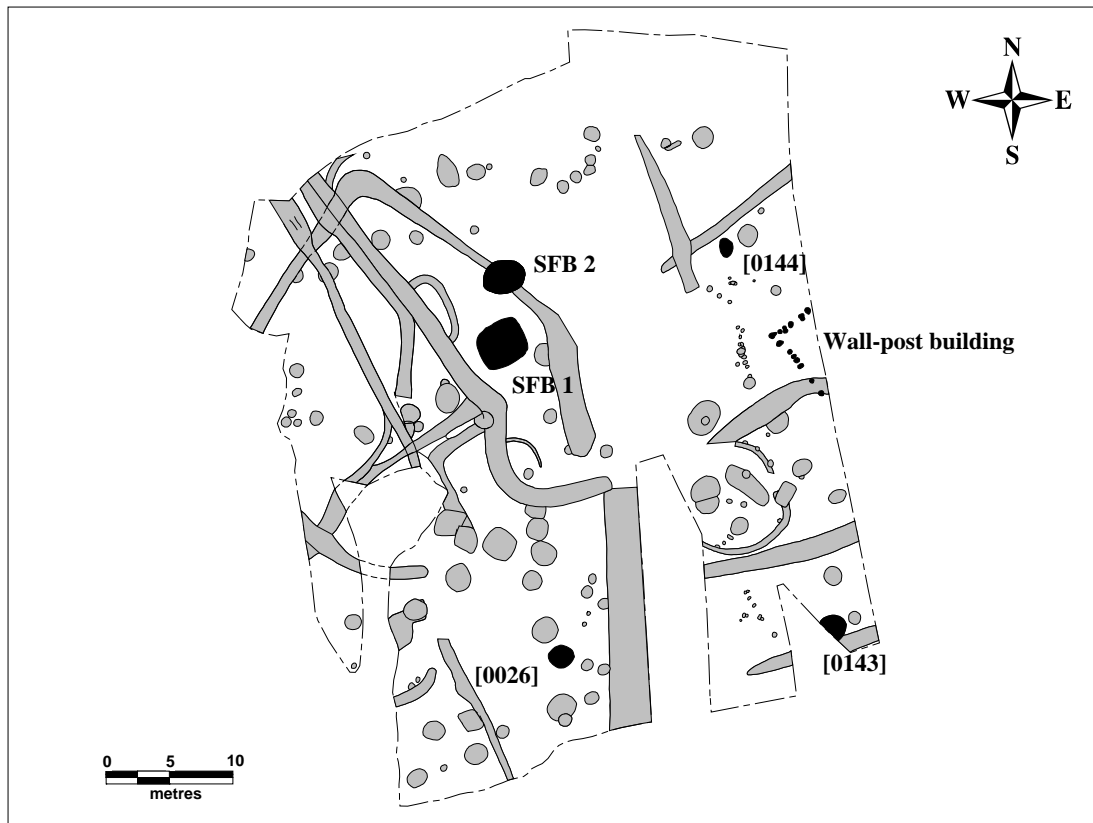 N
W E
S
SFB 2
[0144]
Wall-post building
SFB 1
[0026]
[0143]
0 5 10
metres